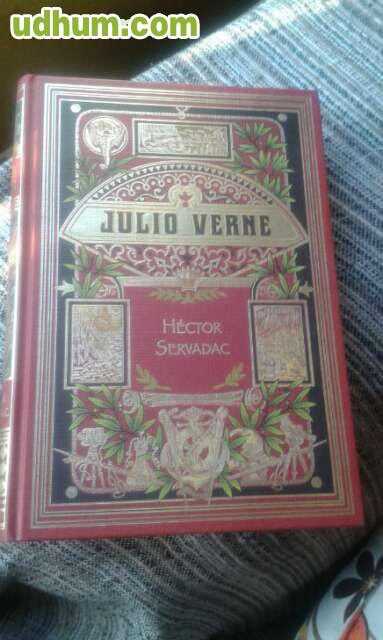 udhum.com
JULIO VERNE
HÉCTOR
SERVADAC